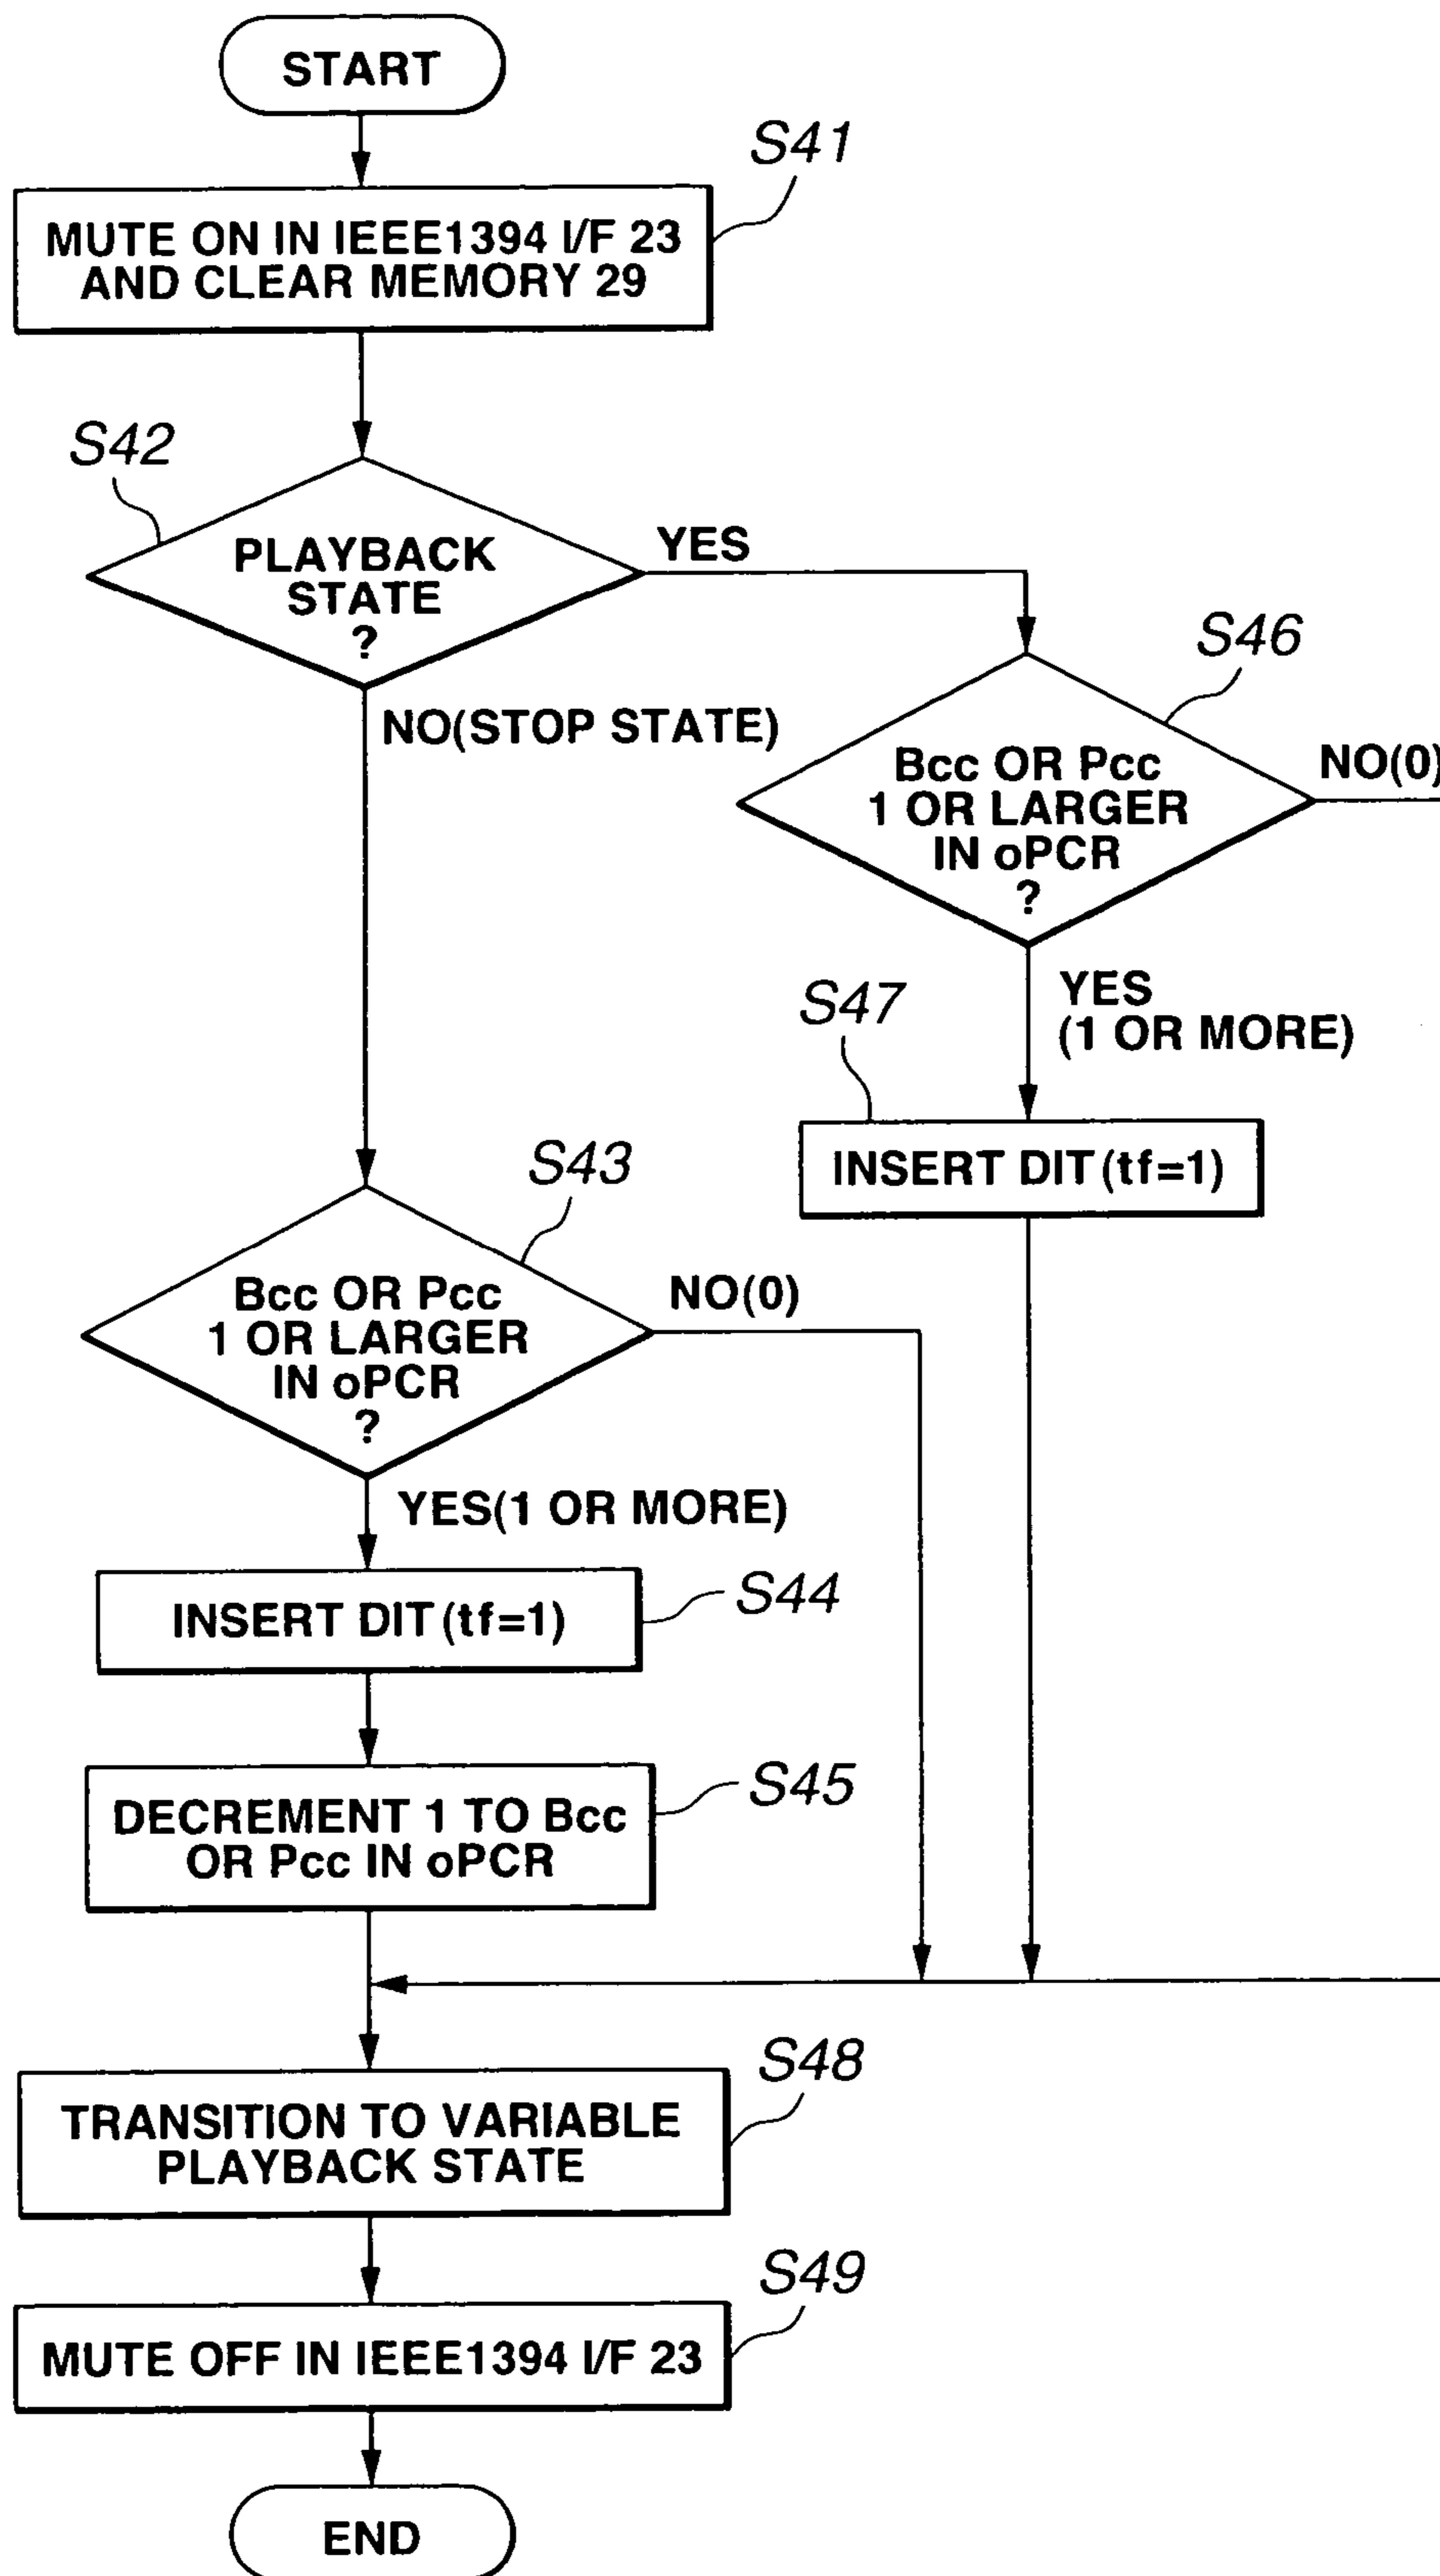 START
S41
MUTE ON IN IEEE1394 I/F 23
AND CLEAR MEMORY 29
S42
PLAYBACK
STATE
?
YES
NO(STOP STATE)
S46
Bcc OR Pcc
1 OR LARGER
IN oPCR
?
NO(0)
YES
(1 OR MORE)
S47
INSERT DIT(tf=1)
S43
Bcc OR Pcc
1 OR LARGER
IN oPCR
?
NO(0)
YES(1 OR MORE)
INSERT DIT(tf=1)
S44
DECREMENT 1 TO Bcc
OR Pcc IN oPCR
S45
S48
TRANSITION TO VARIABLE
PLAYBACK STATE
S49
MUTE OFF IN IEEE1394 I/F 23
END